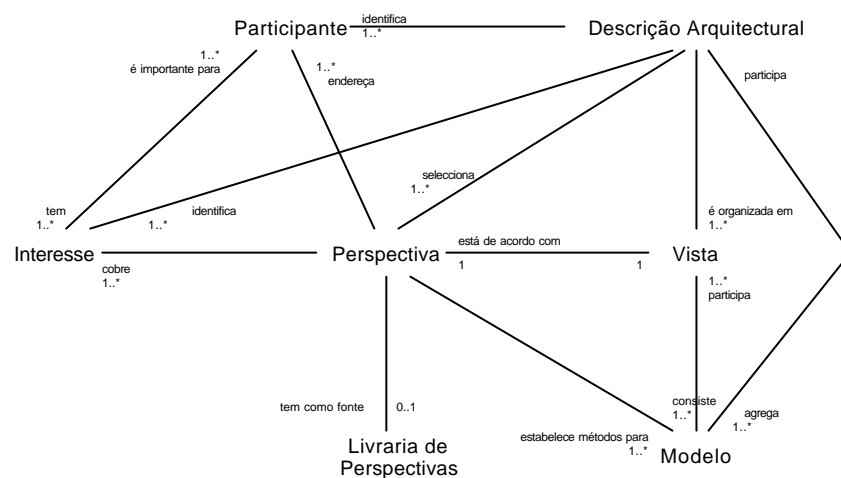 Participante
identifica
1..*
Descrição Arquitectural
1..*
é importante para
1..*
endereça
participa
selecciona
1..*
tem
1..*
identifica
1..*
é organizada em
1..*
Interesse
cobre
1..*
Perspectiva
está de acordo com
1
1
Vista
1..*
participa
tem como fonte
0..1
consiste
1..*
agrega
1..*
estabelece métodos para
1..*
Livraria de
Perspectivas
Modelo